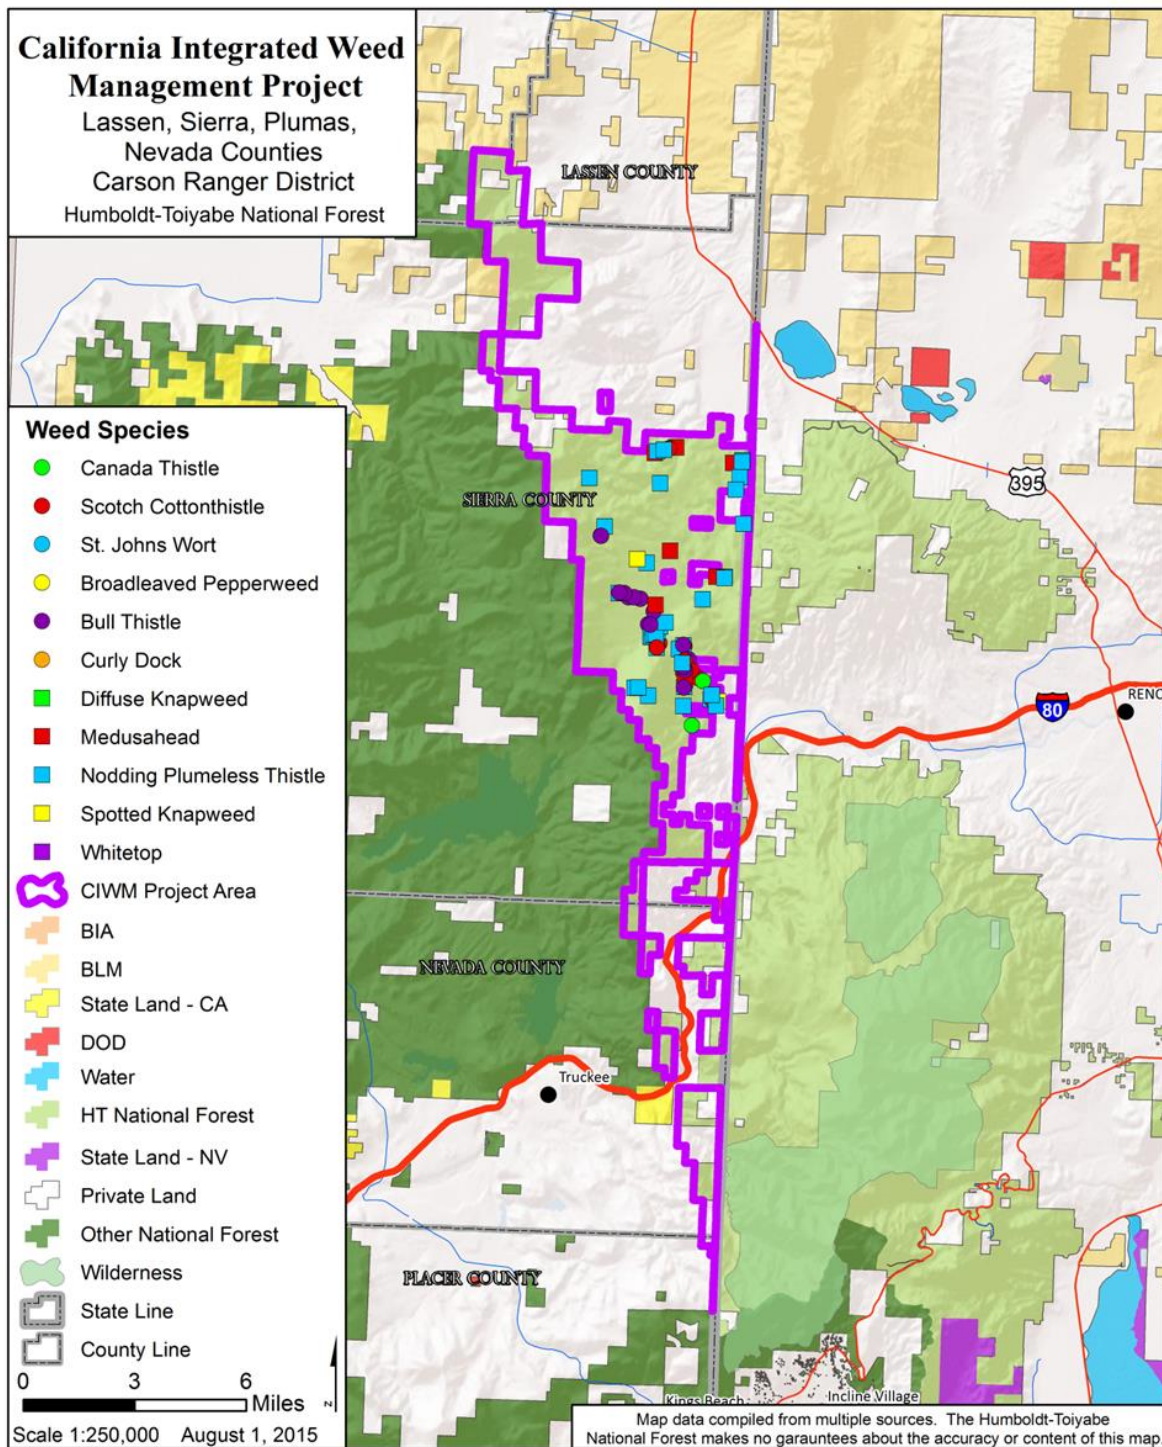 California Integrated Weed
Management Project
Lassen, Sierra, Plumas,
Nevada Counties
Carson Ranger District
Humboldt-Toiyabe National Forest
LASSEN COUNTY
SIERRA COUNTY
395
80
RENO
NEVADA COUNTY
Truckee
PLACER COUNTY
Kings Beach
Incline Village
Weed Species
Canada Thistle
Scotch Cottonthistle
St. Johns Wort
Broadleaved Pepperweed
Bull Thistle
Curly Dock
Diffuse Knapweed
Medusahead
Nodding Plumeless Thistle
Spotted Knapweed
Whitetop
CIWM Project Area
BIA
BLM
State Land - CA
DOD
Water
HT National Forest
State Land - NV
Private Land
Other National Forest
Wilderness
State Line
County Line
0 3 6
Miles
z
Scale 1:250,000 August 1, 2015
Map data compiled from multiple sources. The Humboldt-Toiyabe
National Forest makes no garauntees about the accuracy or content of this map.